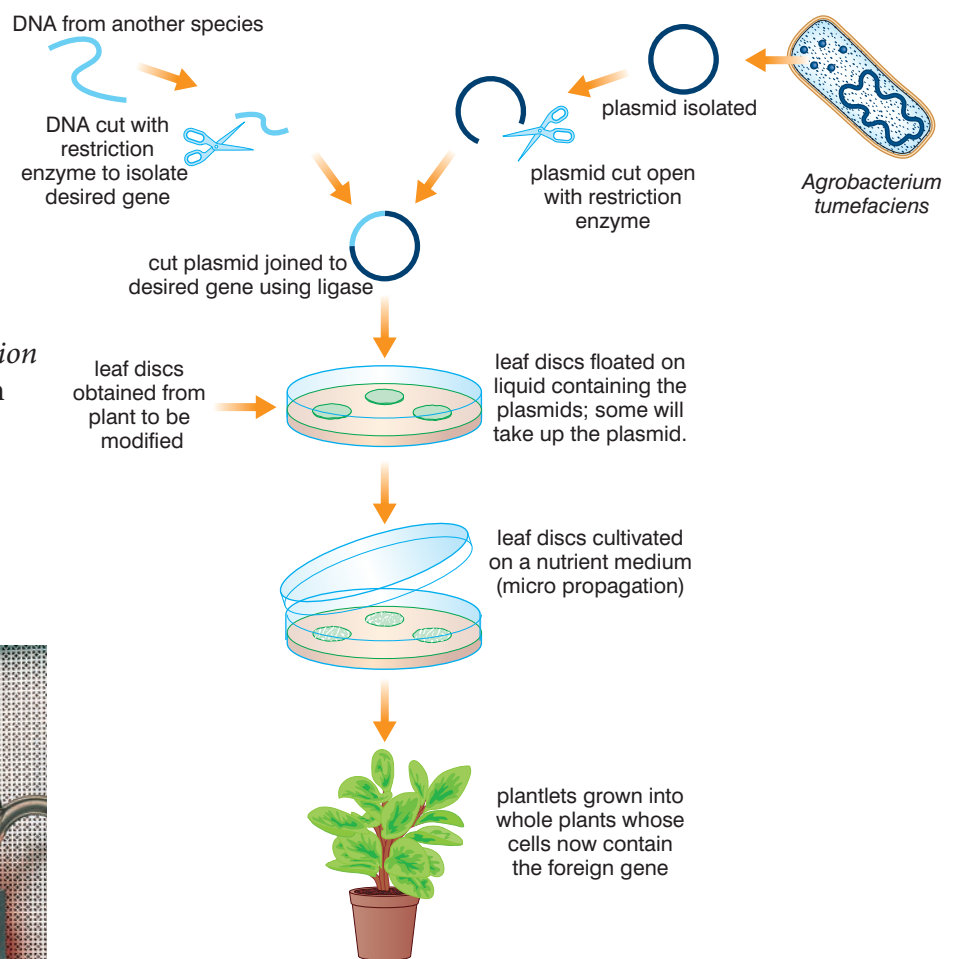 DNA from another species
DNA cut with
restriction
enzyme to isolate
desired gene
plasmid isolated
plasmid cut open
with restriction
enzyme
Agrobacterium
tumefaciens
cut plasmid joined to
desired gene using ligase
leaf discs
obtained from
plant to be
modified
leaf discs floated on
liquid containing the
plasmids; some will
take up the plasmid.
leaf discs cultivated
on a nutrient medium
(micro propagation)
plantlets grown into
whole plants whose
cells now contain
the foreign gene